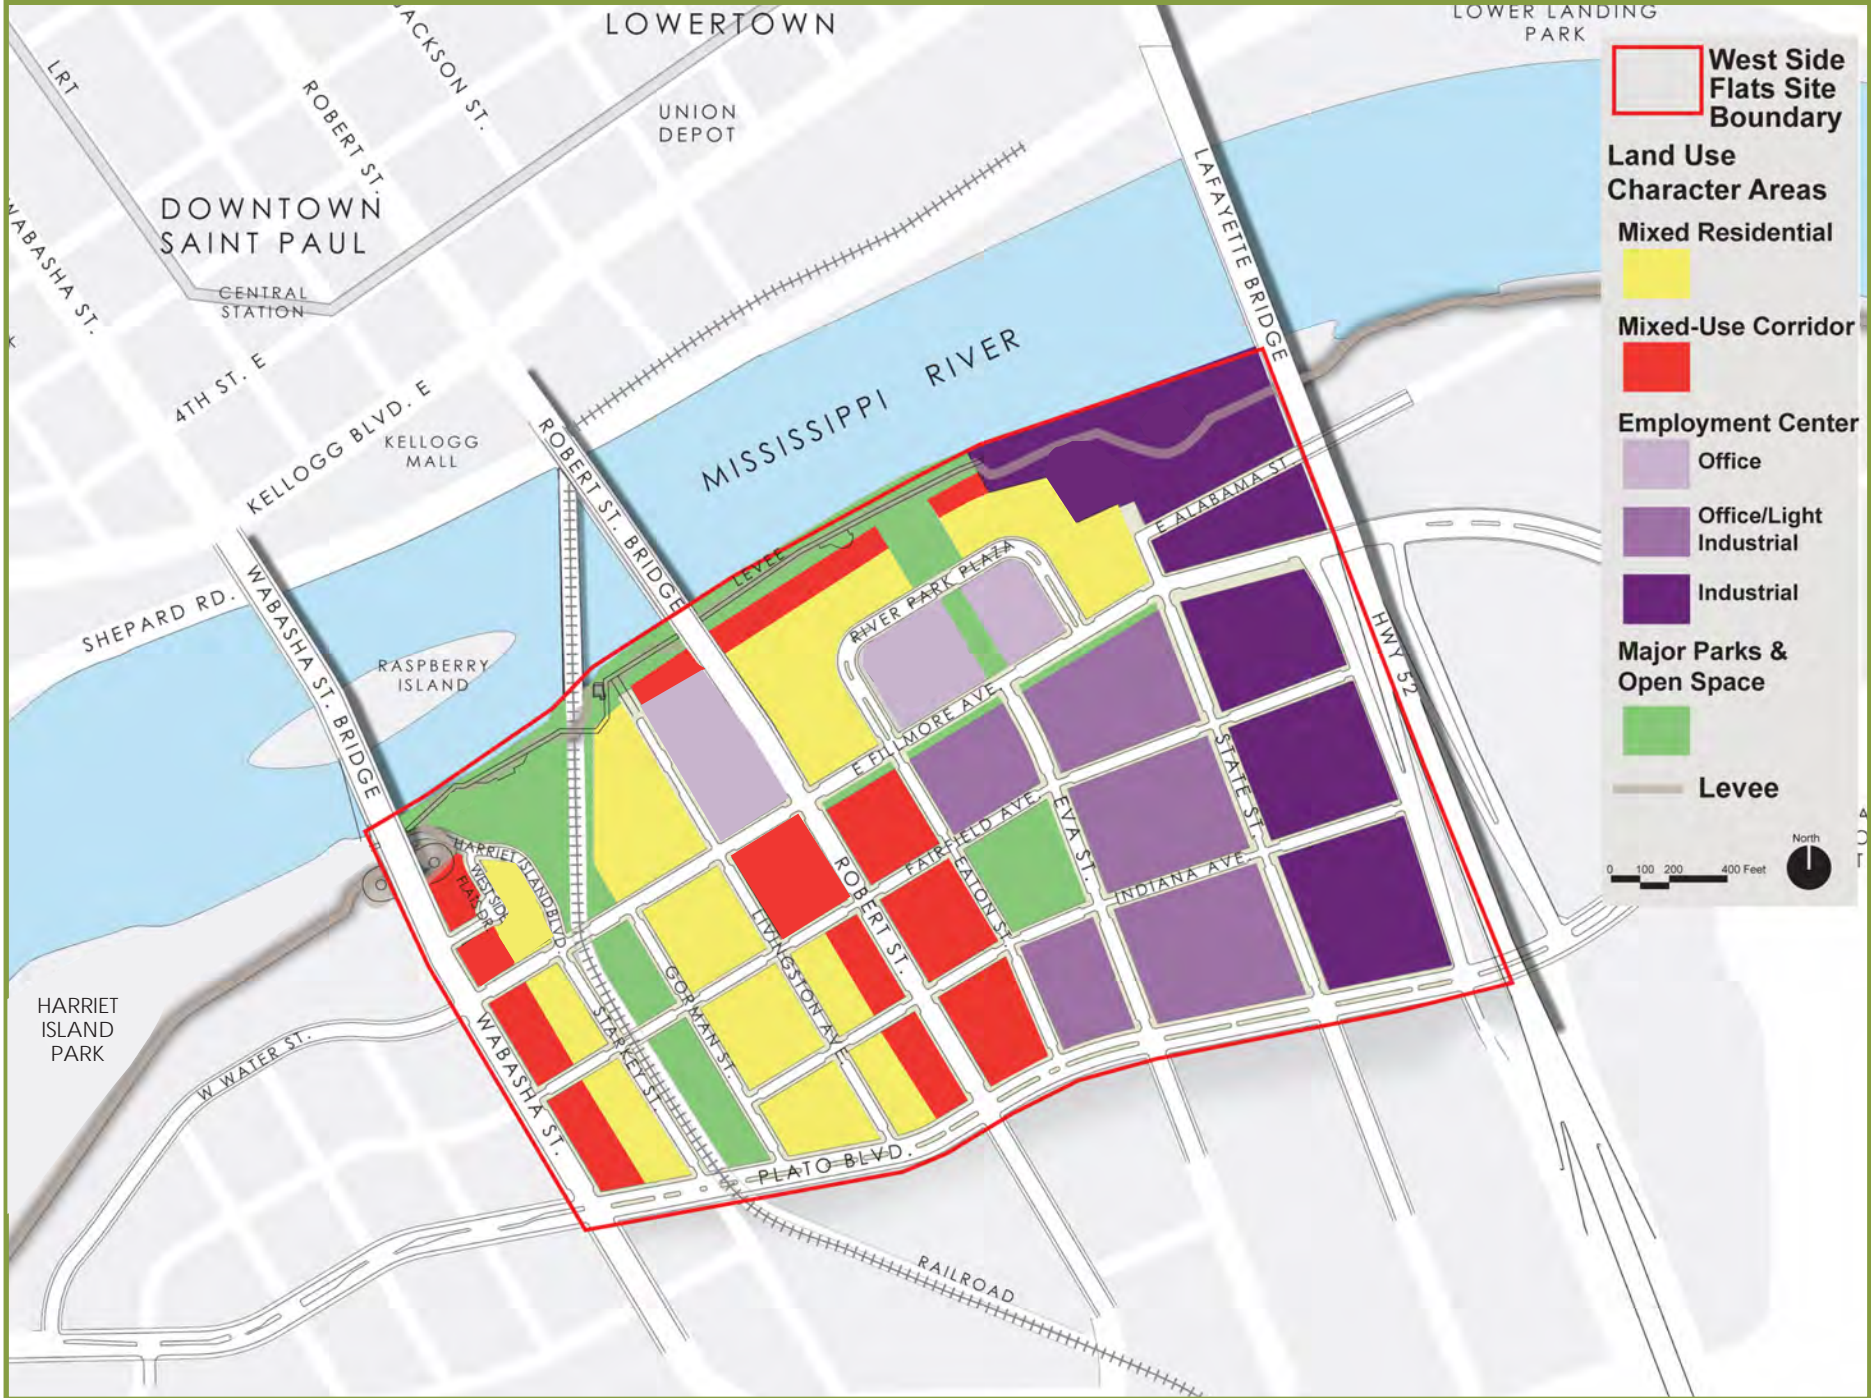 LOWERTOWN
LOWER LANDING
PARK
JACKSON ST.
LRT
ROBERT ST.
UNION
DEPOT
DOWNTOWN
SAINT PAUL
WABASHA ST.
CENTRAL
STATION
4TH ST. E
KELLOGG BLVD. E
KELLOGG
MALL
LAFAYETTE BRIDGE
MISSISSIPPI RIVER
ROBERT ST. BRIDGE
SHEPARD RD.
WABASHA ST. BRIDGE
RASPBERRY
ISLAND
LEVEE
RIVER PARK PLAZA
E ALABAMA ST.
HWY 52
E FILLMORE AVE.
STATE ST.
FAIRFIELD AVE.
EVA ST.
INDIANA AVE.
EATON ST.
ROBERT ST.
HARRIET ISLAND BLVD.
WEST SIDE
FLATS DR.
LIVINGSTON AVE.
GORMAN ST.
STARKEY ST.
WABASHA ST.
PLATO BLVD.
HARRIET
ISLAND
PARK
W WATER ST.
RAILROAD
West Side
Flats Site
Boundary
Land Use
Character Areas
Mixed Residential
Mixed-Use Corridor
Employment Center
Office
Office/Light
Industrial
Industrial
Major Parks &
Open Space
Levee
North
0 100 200 400 Feet